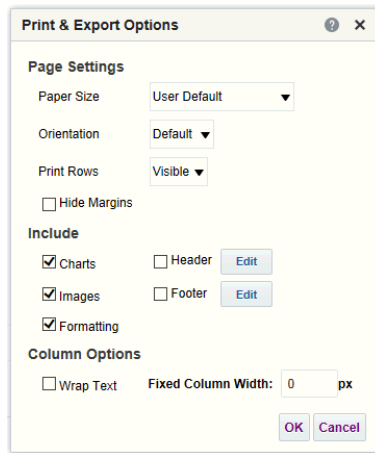 Print & Export Options
Page Settings
Paper Size User Default
Orientation Default
Print Rows Visible
Hide Margins
Include
Charts Header Edit
Images Footer Edit
Formatting
Column Options
Wrap Text Fixed Column Width: 0 px
OK Cancel